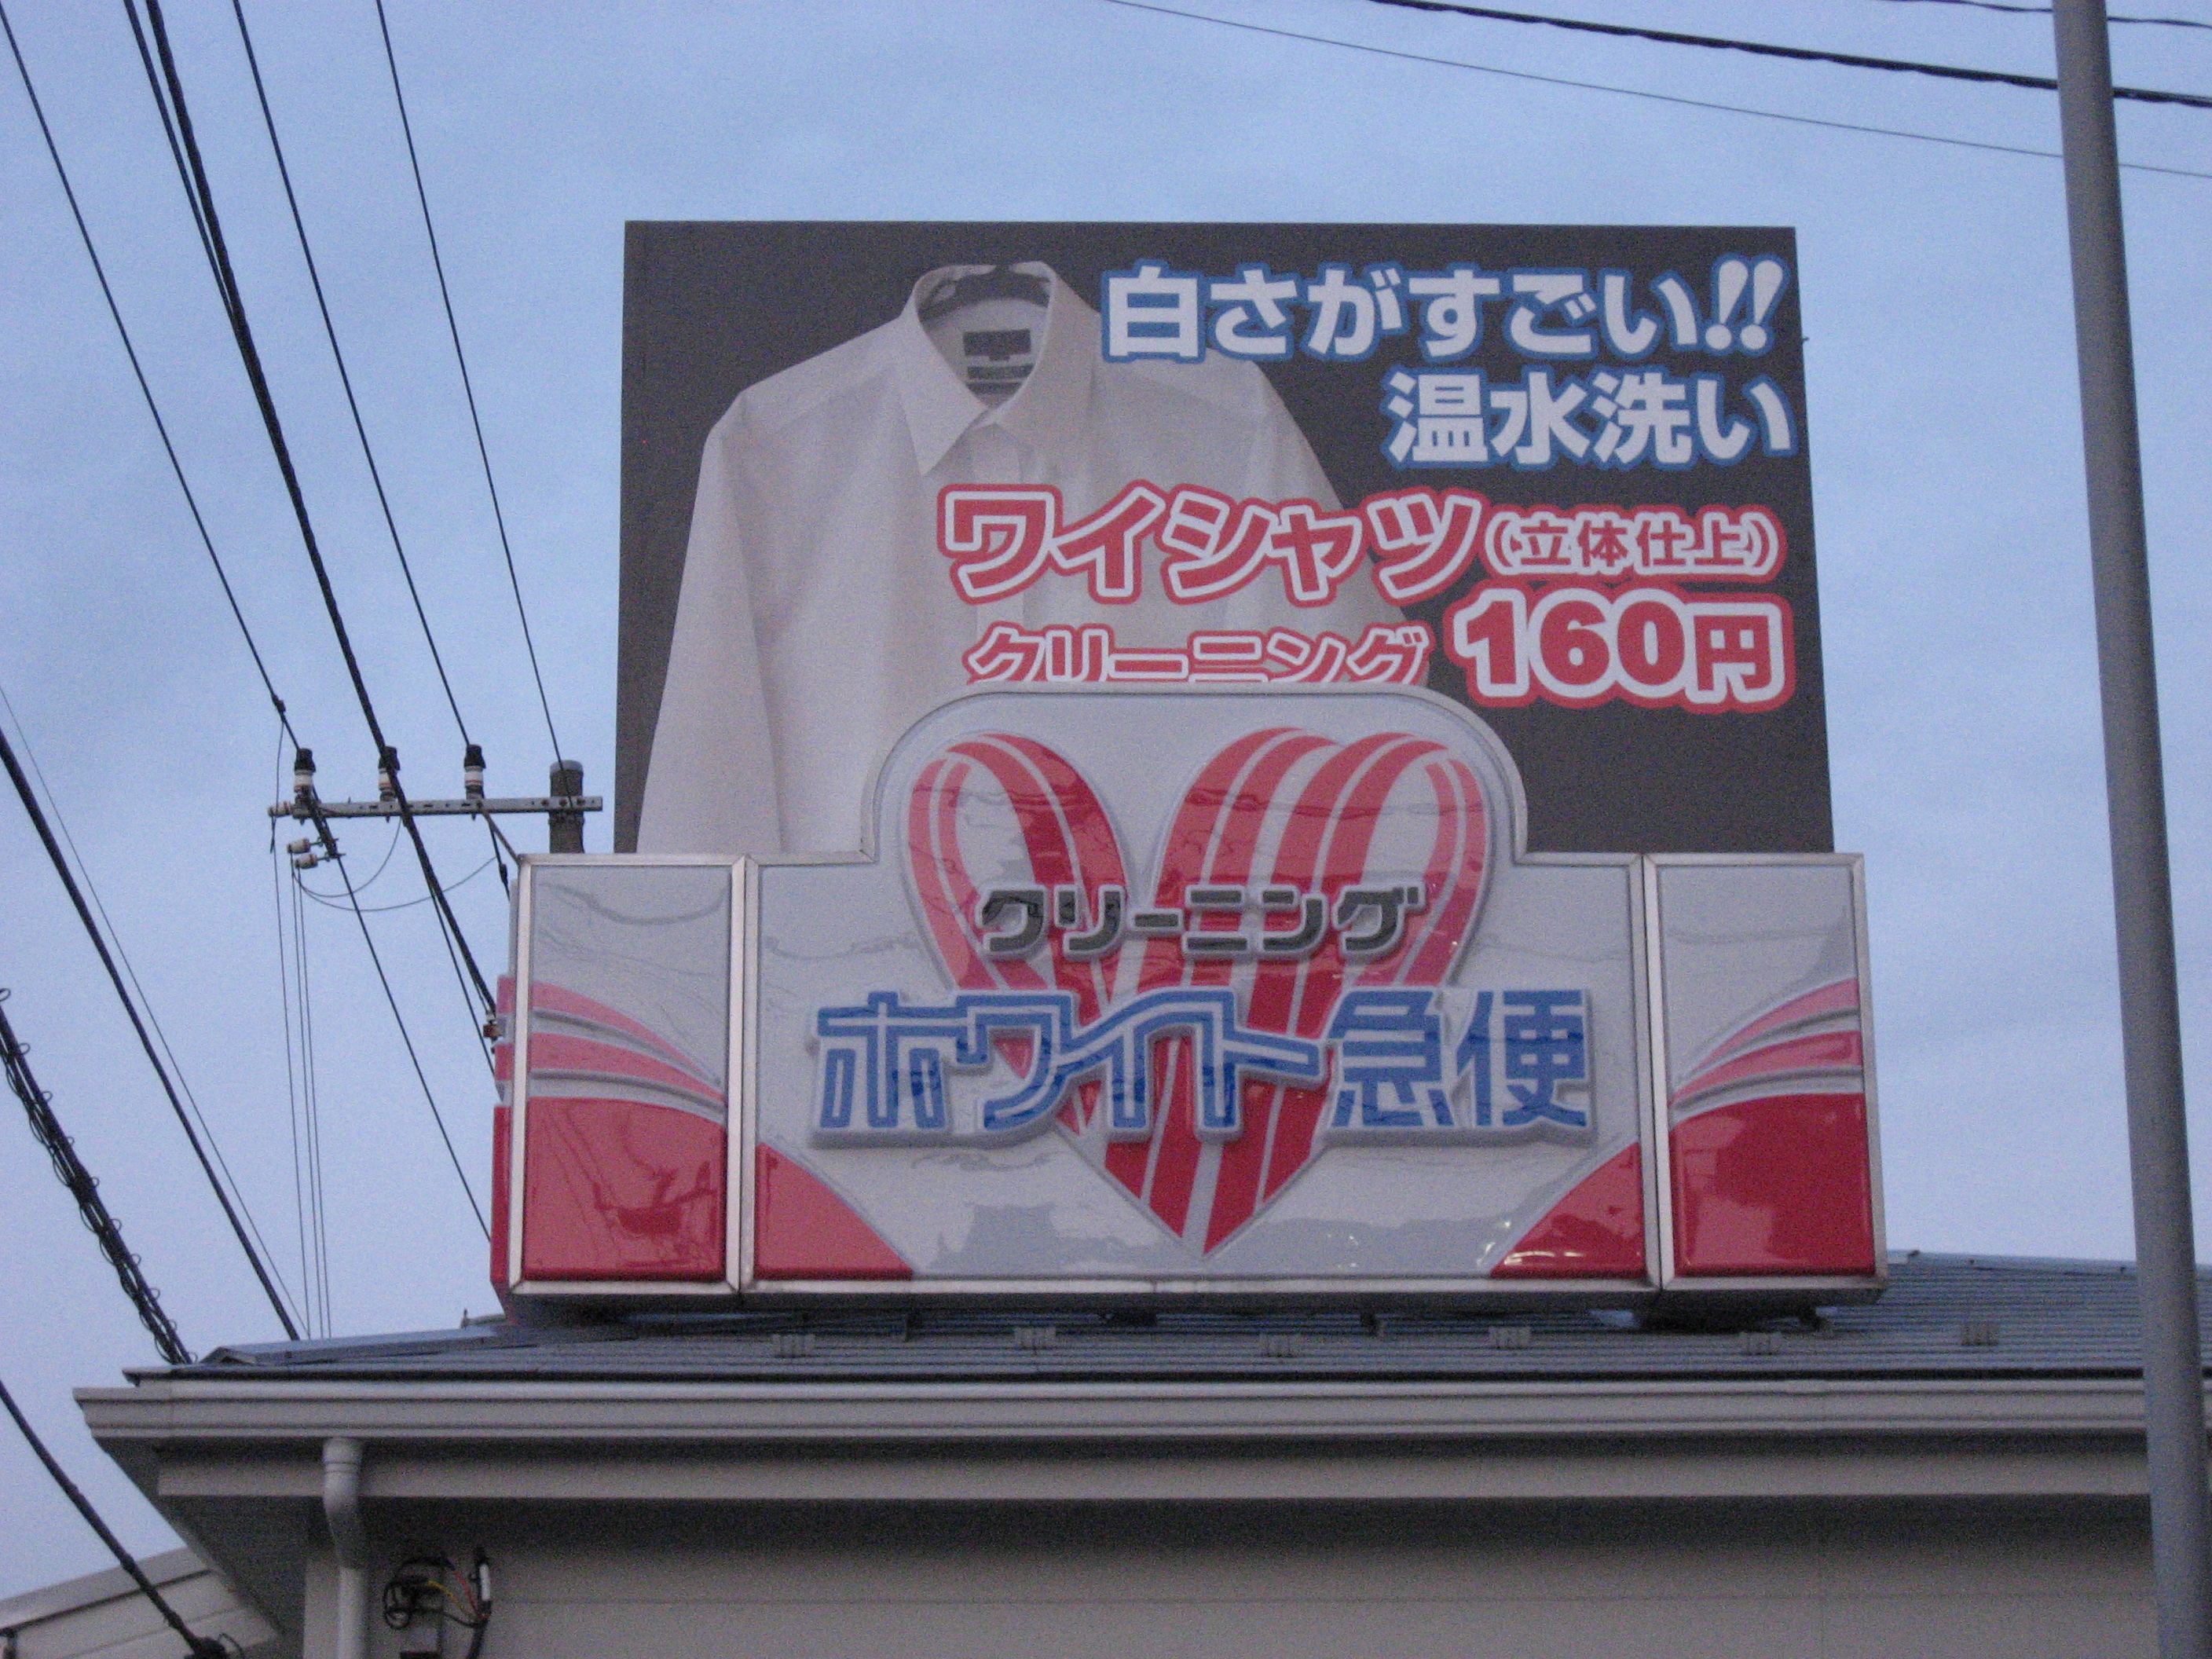 白さがすごい!!
温水洗い
ワイシャツ(立体仕上)
クリーニング 160円
クリーニング
ホワイト急便